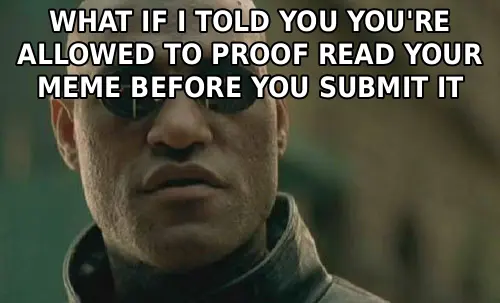 WHAT IF I TOLD YOU YOU'RE
ALLOWED TO PROOF READ YOUR
MEME BEFORE YOU SUBMIT IT